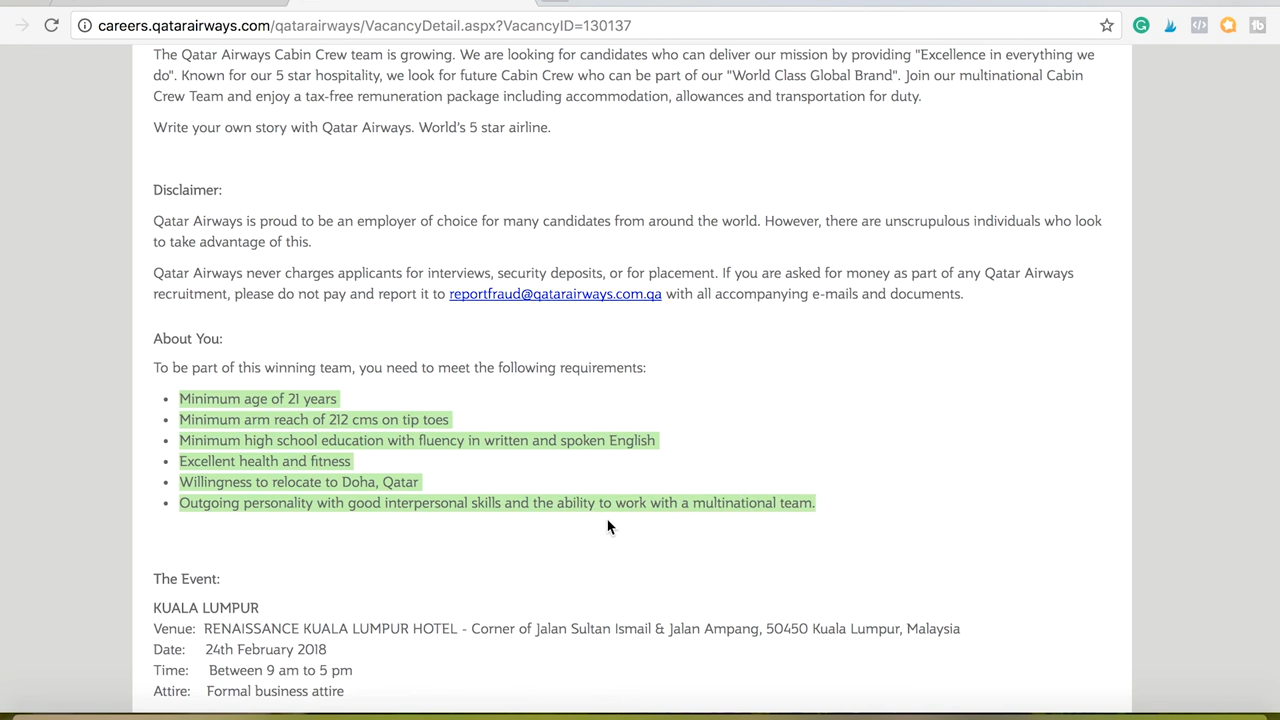 careers.qatarairways.com/qatarairways/VacancyDetail.aspx?VacancyID=130137
The Qatar Airways Cabin Crew team is growing. We are looking for candidates who can deliver our mission by providing "Excellence in everything we
do". Known for our 5 star hospitality, we look for future Cabin Crew who can be part of our "World Class Global Brand". Join our multinational Cabin
Crew Team and enjoy a tax-free remuneration package including accommodation, allowances and transportation for duty.
Write your own story with Qatar Airways. World's 5 star airline.
Disclaimer:
Qatar Airways is proud to be an employer of choice for many candidates from around the world. However, there are unscrupulous individuals who look
to take advantage of this.
Qatar Airways never charges applicants for interviews, security deposits, or for placement. If you are asked for money as part of any Qatar Airways
recruitment, please do not pay and report it to reportfraud@qatarairways.com.qa with all accompanying e-mails and documents.
About You:
To be part of this winning team, you need to meet the following requirements:
• Minimum age of 21 years
• Minimum arm reach of 212 cms on tip toes
• Minimum high school education with fluency in written and spoken English
• Excellent health and fitness
• Willingness to relocate to Doha, Qatar
• Outgoing personality with good interpersonal skills and the ability to work with a multinational team.
The Event:
KUALA LUMPUR
Venue: RENAISSANCE KUALA LUMPUR HOTEL - Corner of Jalan Sultan Ismail & Jalan Ampang, 50450 Kuala Lumpur, Malaysia
Date: 24th February 2018
Time: Between 9 am to 5 pm
Attire: Formal business attire